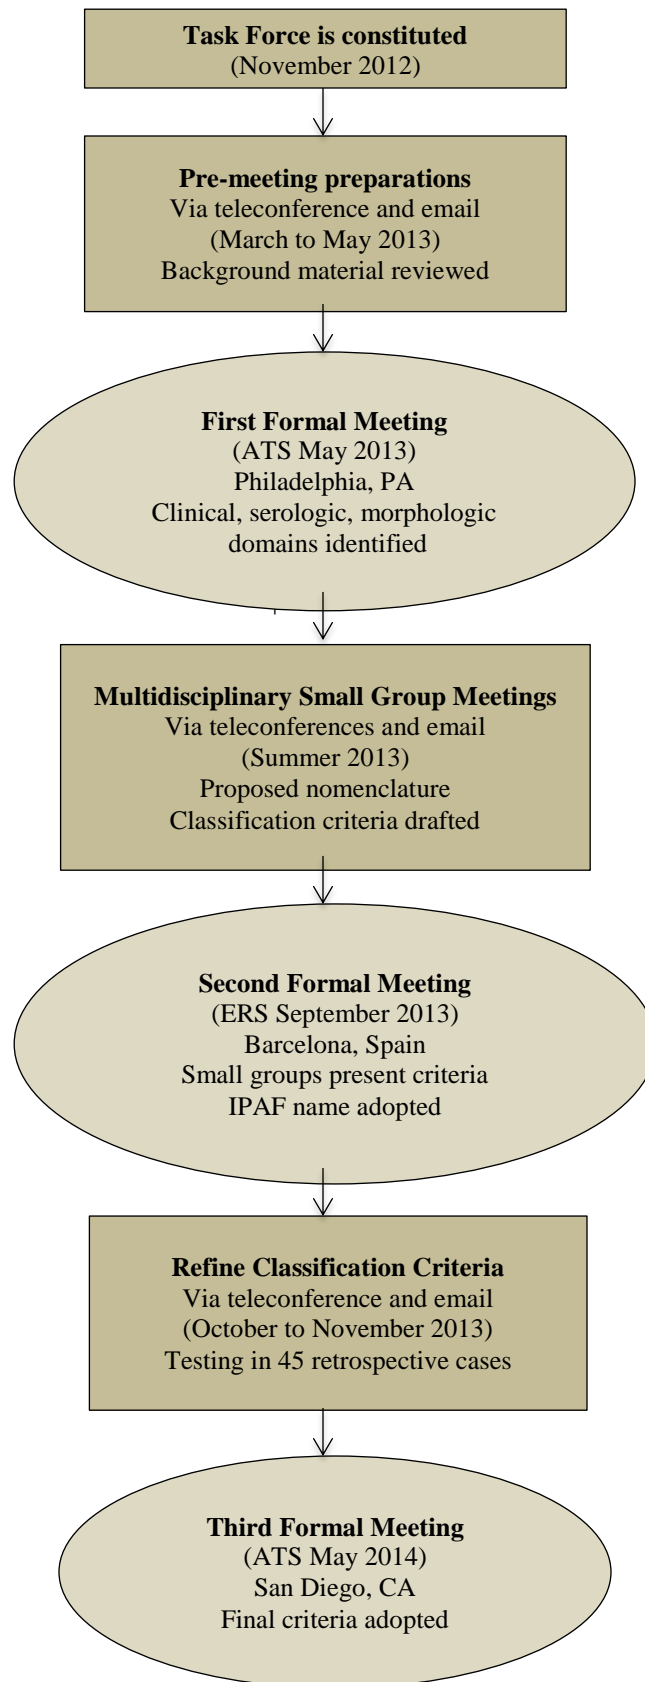 Task Force is constituted
(November 2012)
Pre-meeting preparations
Via teleconference and email
(March to May 2013)
Background material reviewed
First Formal Meeting
(ATS May 2013)
Philadelphia, PA
Clinical, serologic, morphologic
domains identified
Multidisciplinary Small Group Meetings
Via teleconferences and email
(Summer 2013)
Proposed nomenclature
Classification criteria drafted
Second Formal Meeting
(ERS September 2013)
Barcelona, Spain
Small groups present criteria
IPAF name adopted
Refine Classification Criteria
Via teleconference and email
(October to November 2013)
Testing in 45 retrospective cases
Third Formal Meeting
(ATS May 2014)
San Diego, CA
Final criteria adopted